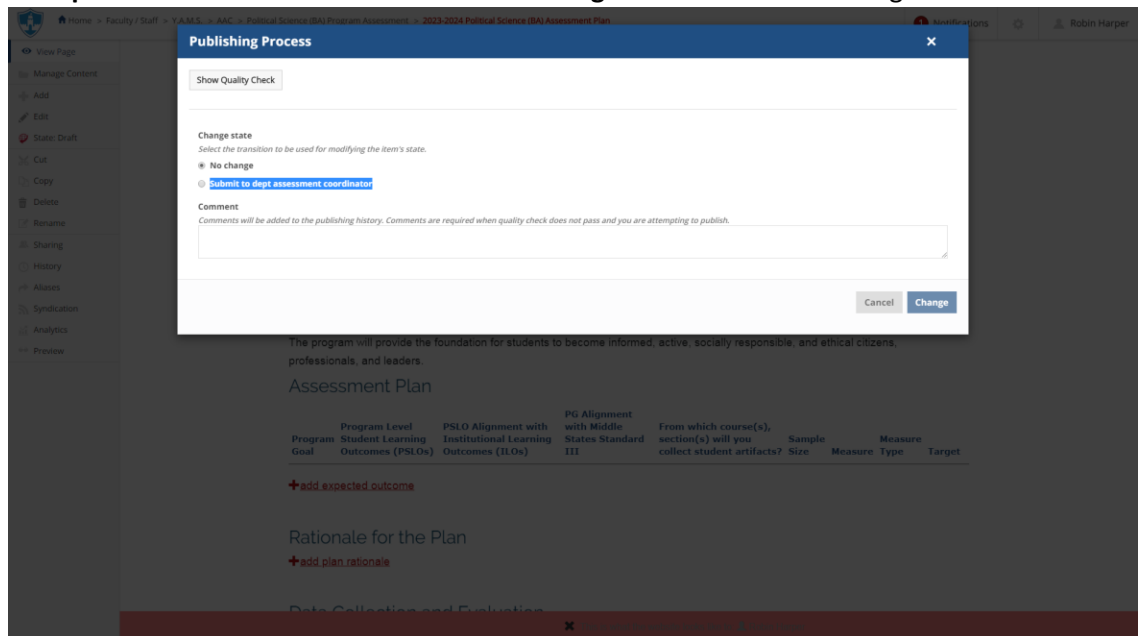 Home > Faculty / Staff > Y.A.M.S. > AAC > Political Science (BA) Program Assessment > 2023-2024 Political Science (BA) Assessment Plan
1 Notifications
Robin Harper
Publishing Process
×
View Page
Manage Content
Add
Edit
State: Draft
Cut
Copy
Delete
Rename
Sharing
History
Aliases
Syndication
Analytics
Preview
Show Quality Check
Change state
Select the transition to be used for modifying the item's state.
No change
Submit to dept assessment coordinator
Comment
Comments will be added to the publishing history. Comments are required when quality check does not pass and you are attempting to publish.
Cancel
Change
The program will provide the foundation for students to become informed, active, socially responsible, and ethical citizens,
professionals, and leaders.
Assessment Plan
Program Goal
Program Level Student Learning Outcomes (PSLOs)
PSLO Alignment with Institutional Learning Outcomes (ILOs)
PG Alignment with Middle States Standard III
From which course(s), section(s) will you collect student artifacts?
Sample Size
Measure
Measure Type
Target
+add expected outcome
Rationale for the Plan
+add plan rationale
Data Collection and Evaluation